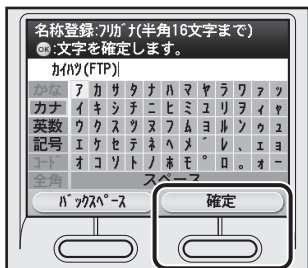 名称登録:ﾌﾘｶﾞﾅ(半角16文字まで)
OK:文字を確定します。
ｶｲﾊﾂ(FTP)
かな ｱ ｶ ｻ ﾀ ﾅ ﾊ ﾏ ﾔ ﾗ ﾜ ｧ ｯ
カナ ｲ ｷ ｼ ﾁ ﾆ ﾋ ﾐ ﾕ ﾘ ｦ ｨ ｬ
英数 ｳ ｸ ｽ ﾂ ﾇ ﾌ ﾑ ﾖ ﾙ ﾝ ｩ ｭ
記号 ｴ ｹ ｾ ﾃ ﾈ ﾍ ﾒ ﾞ ﾚ 、 ｪ ｮ
ｺｰﾄﾞ ｵ ｺ ｿ ﾄ ﾉ ﾎ ﾓ ﾟ ﾛ 。 ｫ ｰ
全角 スペース
ﾊﾞｯｸｽﾍﾟｰｽ 確定